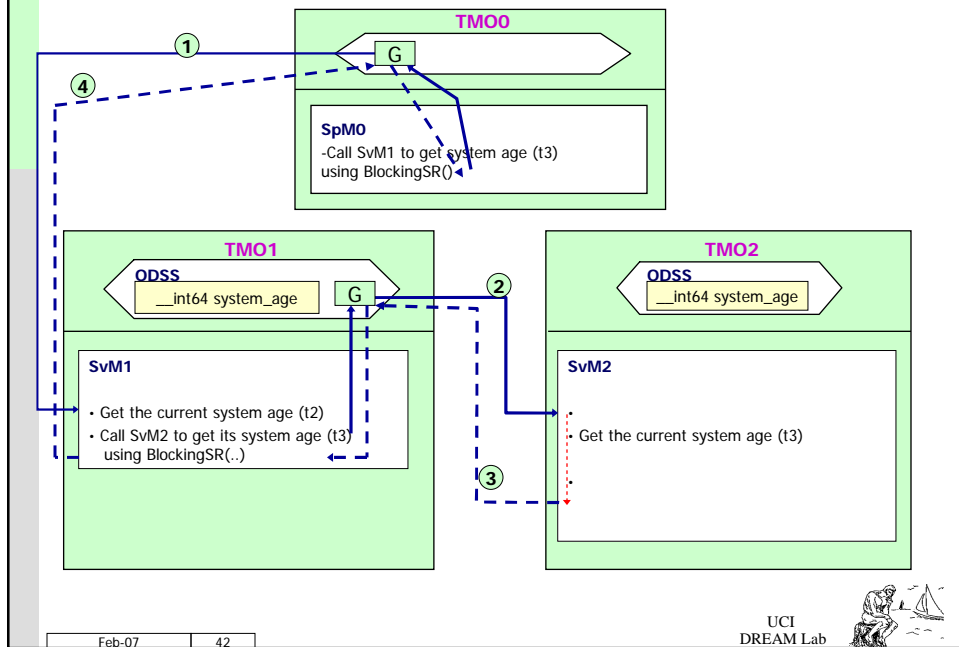 TMO0
1
G
4
SpM0
-Call SvM1 to get system age (t3)
using BlockingSR()
TMO1
ODSS
__int64 system_age
G
2
TMO2
ODSS
__int64 system_age
SvM1
• Get the current system age (t2)
• Call SvM2 to get its system age (t3)
using BlockingSR(..)
SvM2
•
• Get the current system age (t3)
•
3
UCI
DREAM Lab
Feb-07 42